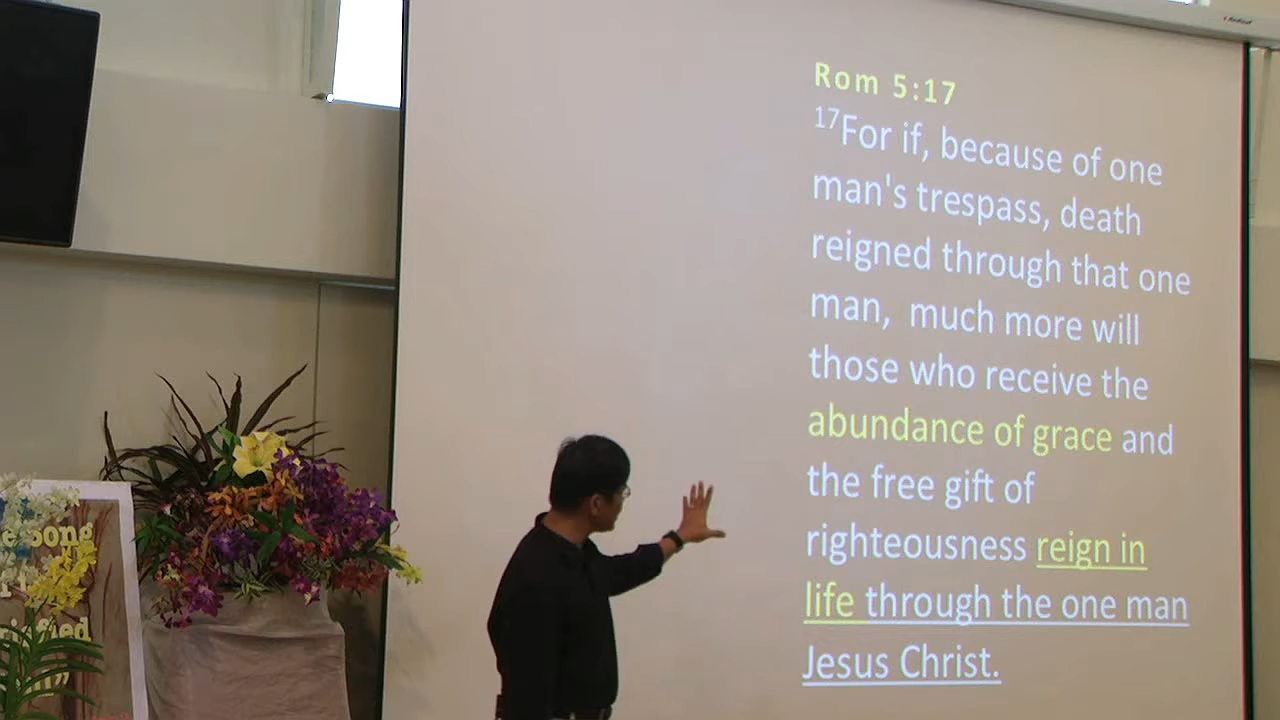 Rom 5:17
17For if, because of one
man's trespass, death
reigned through that one
man, much more will
those who receive the
abundance of grace and
the free gift of
righteousness reign in
life through the one man
Jesus Christ.
Song